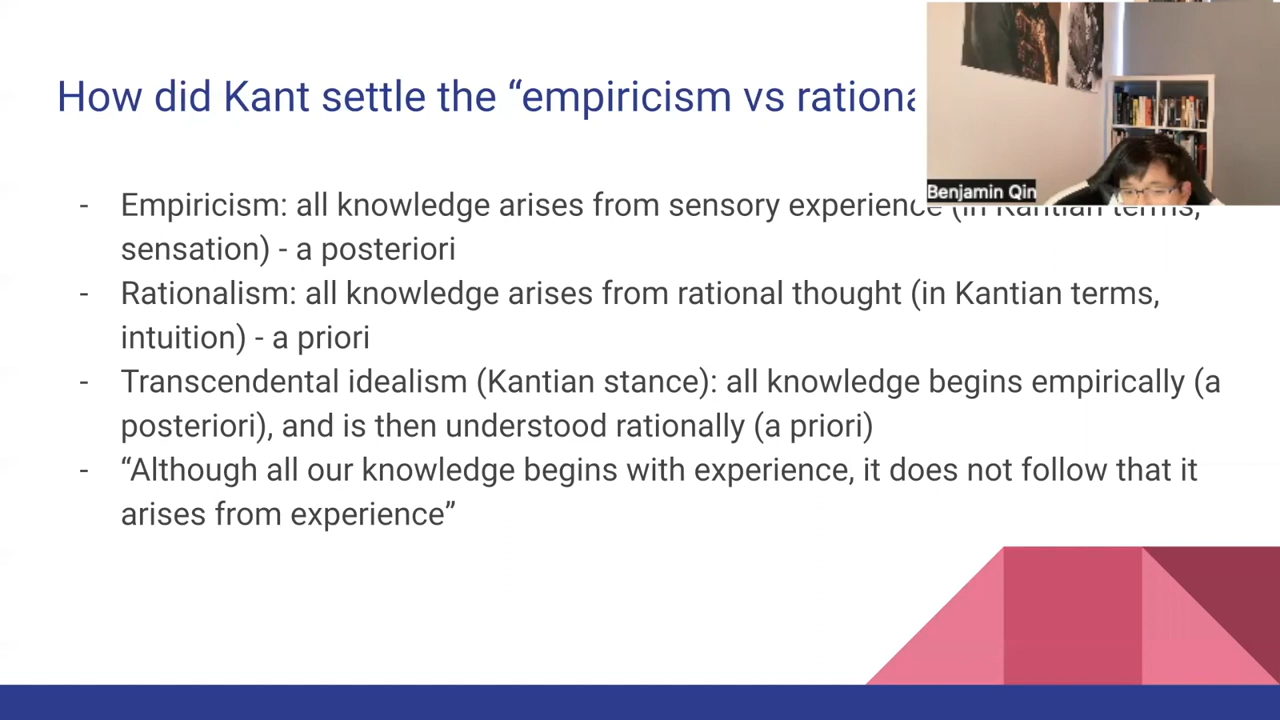 How did Kant settle the “empiricism vs rationa
Benjamin Qin
- Empiricism: all knowledge arises from sensory experience (in Kantian terms,
sensation) - a posteriori
- Rationalism: all knowledge arises from rational thought (in Kantian terms,
intuition) - a priori
- Transcendental idealism (Kantian stance): all knowledge begins empirically (a
posteriori), and is then understood rationally (a priori)
- “Although all our knowledge begins with experience, it does not follow that it
arises from experience”